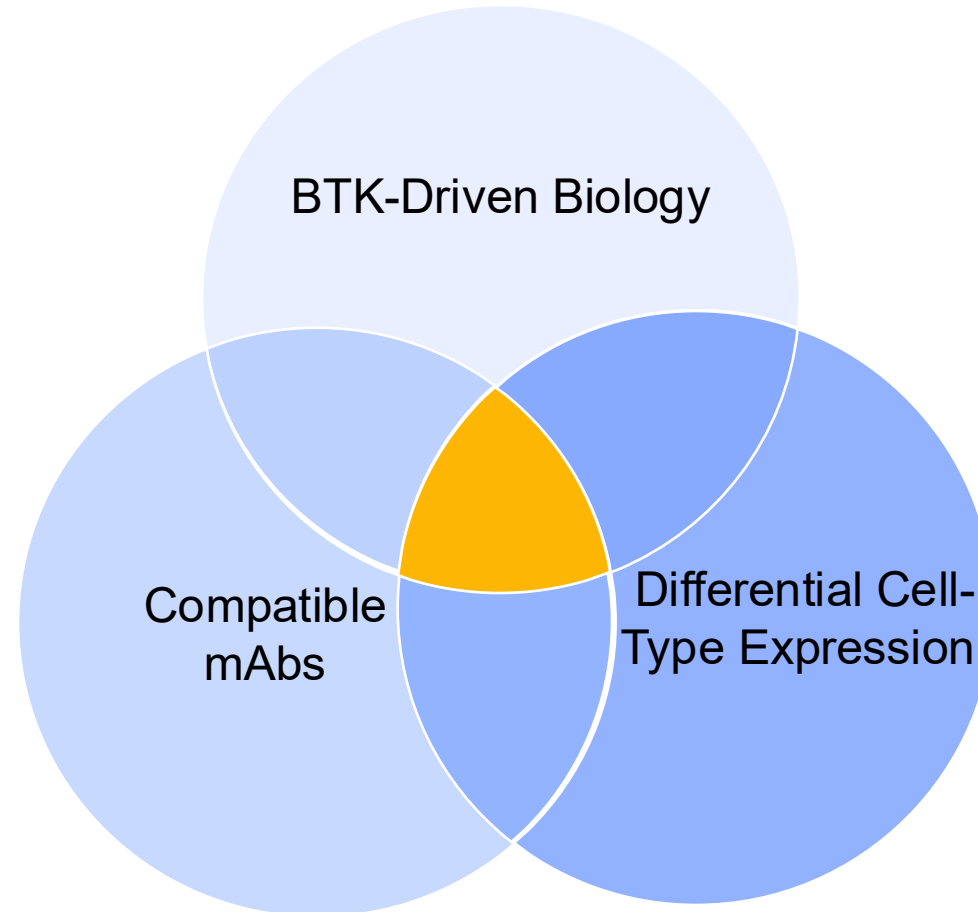 BTK-Driven Biology
Compatible
mAbs
Differential Cell-
Type Expression